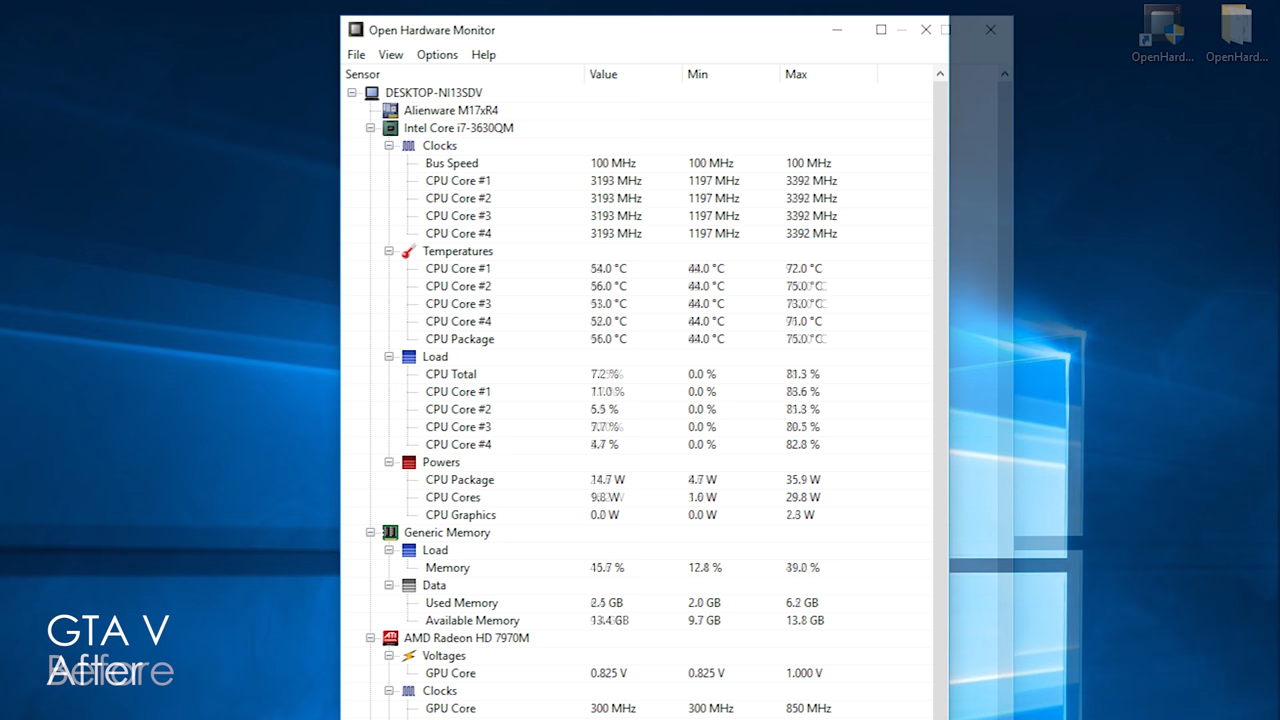 Open Hardware Monitor
File View Options Help
Sensor Value Min Max
DESKTOP-NI13SDV
Alienware M17xR4
Intel Core i7-3630QM
Clocks
Bus Speed 100 MHz 100 MHz 100 MHz
CPU Core #1 3193 MHz 1197 MHz 3392 MHz
CPU Core #2 3193 MHz 1197 MHz 3392 MHz
CPU Core #3 3193 MHz 1197 MHz 3392 MHz
CPU Core #4 3193 MHz 1197 MHz 3392 MHz
Temperatures
CPU Core #1 54.0 °C 44.0 °C 72.0 °C
CPU Core #2 56.0 °C 44.0 °C 75.0 °C
CPU Core #3 53.0 °C 44.0 °C 73.0 °C
CPU Core #4 52.0 °C 44.0 °C
CPU Package 56.0 °C 44.0 °C 75.0 °C
Load
CPU Total 0.0 % 81.3 %
CPU Core #1 0.0 % 83.6 %
CPU Core #2 5.5 % 0.0 % 81.3 %
CPU Core #3 0.0 % 80.5 %
CPU Core #4 4.7 % 0.0 % 82.8 %
Powers
CPU Package 14.7 W 4.7 W 35.9 W
CPU Cores 29.8 W
CPU Graphics 0.0 W 0.0 W 2.3 W
Generic Memory
Load
Memory 12.8 %
Data
Used Memory 2.0 GB 6.2 GB
Available Memory 9.7 GB 13.8 GB
AMD Radeon HD 7970M
Voltages
GPU Core 0.825 V 0.825 V 1.000 V
Clocks
GPU Core 300 MHz 300 MHz 850 MHz
OpenHard... OpenHard...
GTA V
After
Before